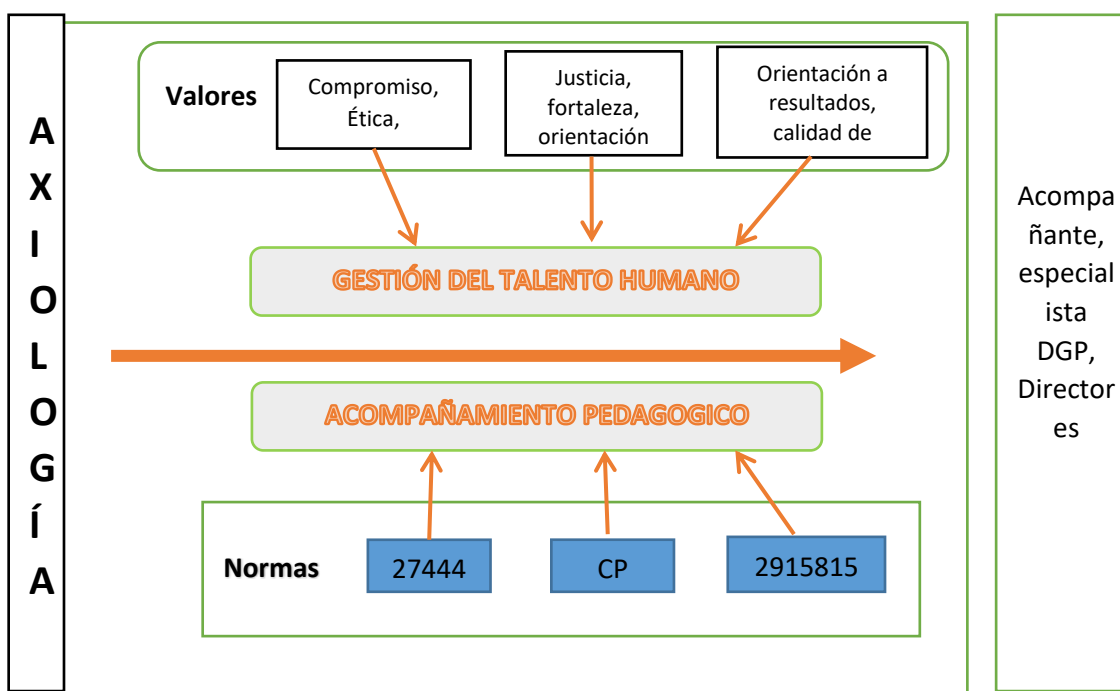 AXIOLOGÍA
Valores
Compromiso,
Ética,
Justicia,
fortaleza,
orientación
Orientación a
resultados,
calidad de
GESTIÓN DEL TALENTO HUMANO
ACOMPAÑAMIENTO PEDAGOGICO
Normas
27444
CP
2915815
Acompa
ñante,
especial
ista
DGP,
Director
es